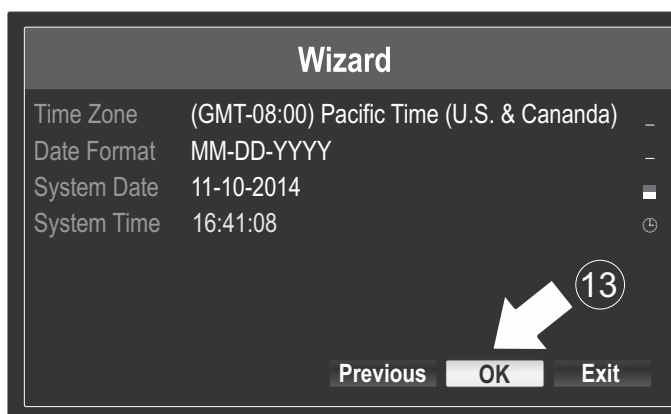 Wizard
Time Zone (GMT-08:00) Pacific Time (U.S. & Cananda) _
Date Format MM-DD-YYYY _
System Date 11-10-2014
System Time 16:41:08
13
Previous OK Exit